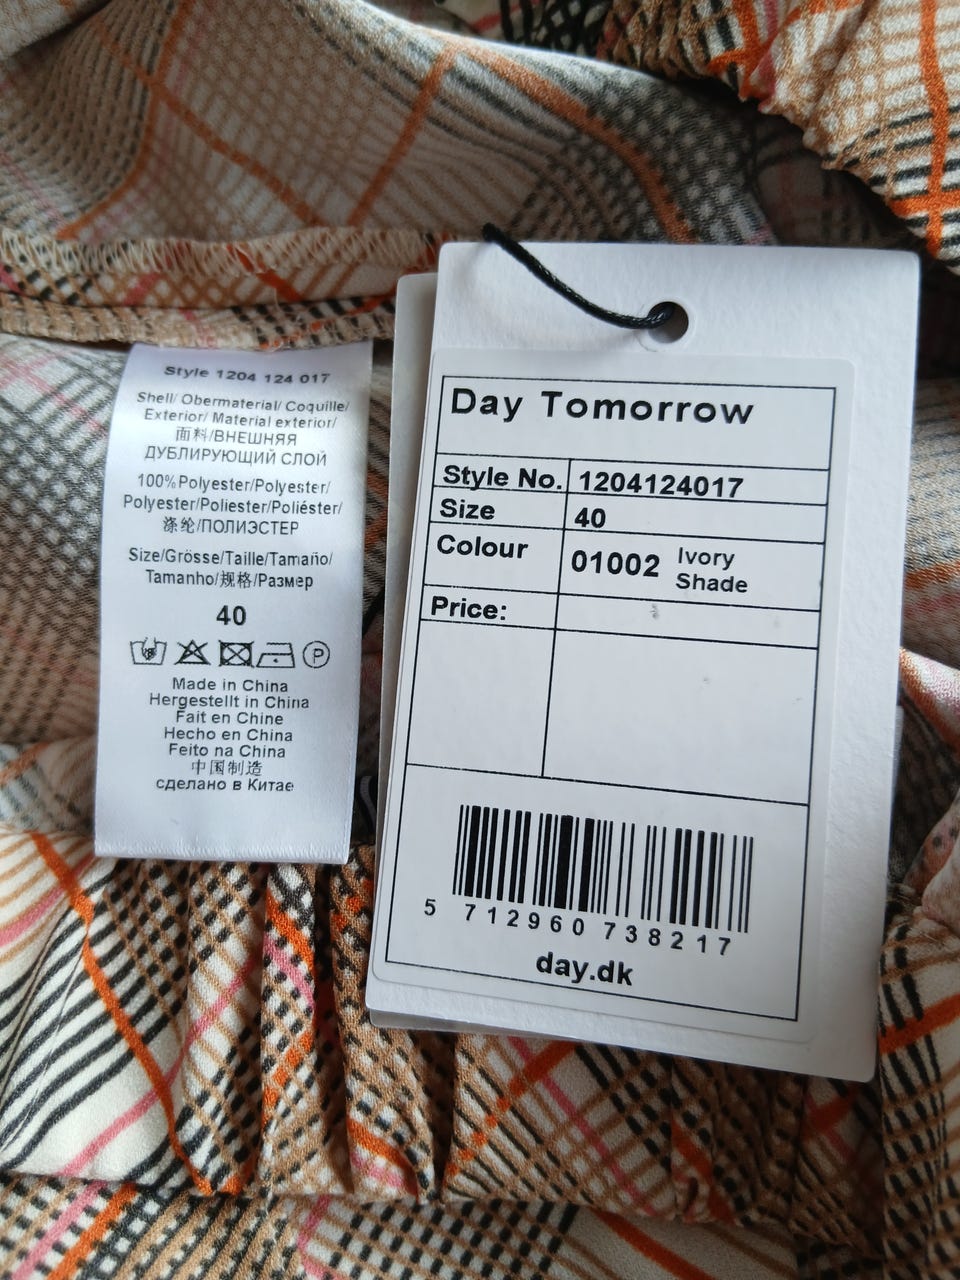 Style 1204 124 017
Shell/ Obermaterial/ Coquille/
Exterior/ Material exterior/
面料/ВНЕШНЯЯ
ДУБЛИРУЮЩИЙ СЛОЙ
100%Polyester/Polyester/
Polyester/Poliester/Poliéster/
涤纶/ПОЛИЭСТЕР
Size/Grösse/Taille/Tamaño/
Tamanho/规格/Размер
40
P
Made in China
Hergestellt in China
Fait en Chine
Hecho en China
Feito na China
中国制造
сделано в Китае
Day Tomorrow
Style No. 1204124017
Size 40
Colour 01002 Ivory Shade
Price:
5 712960 738217
day.dk